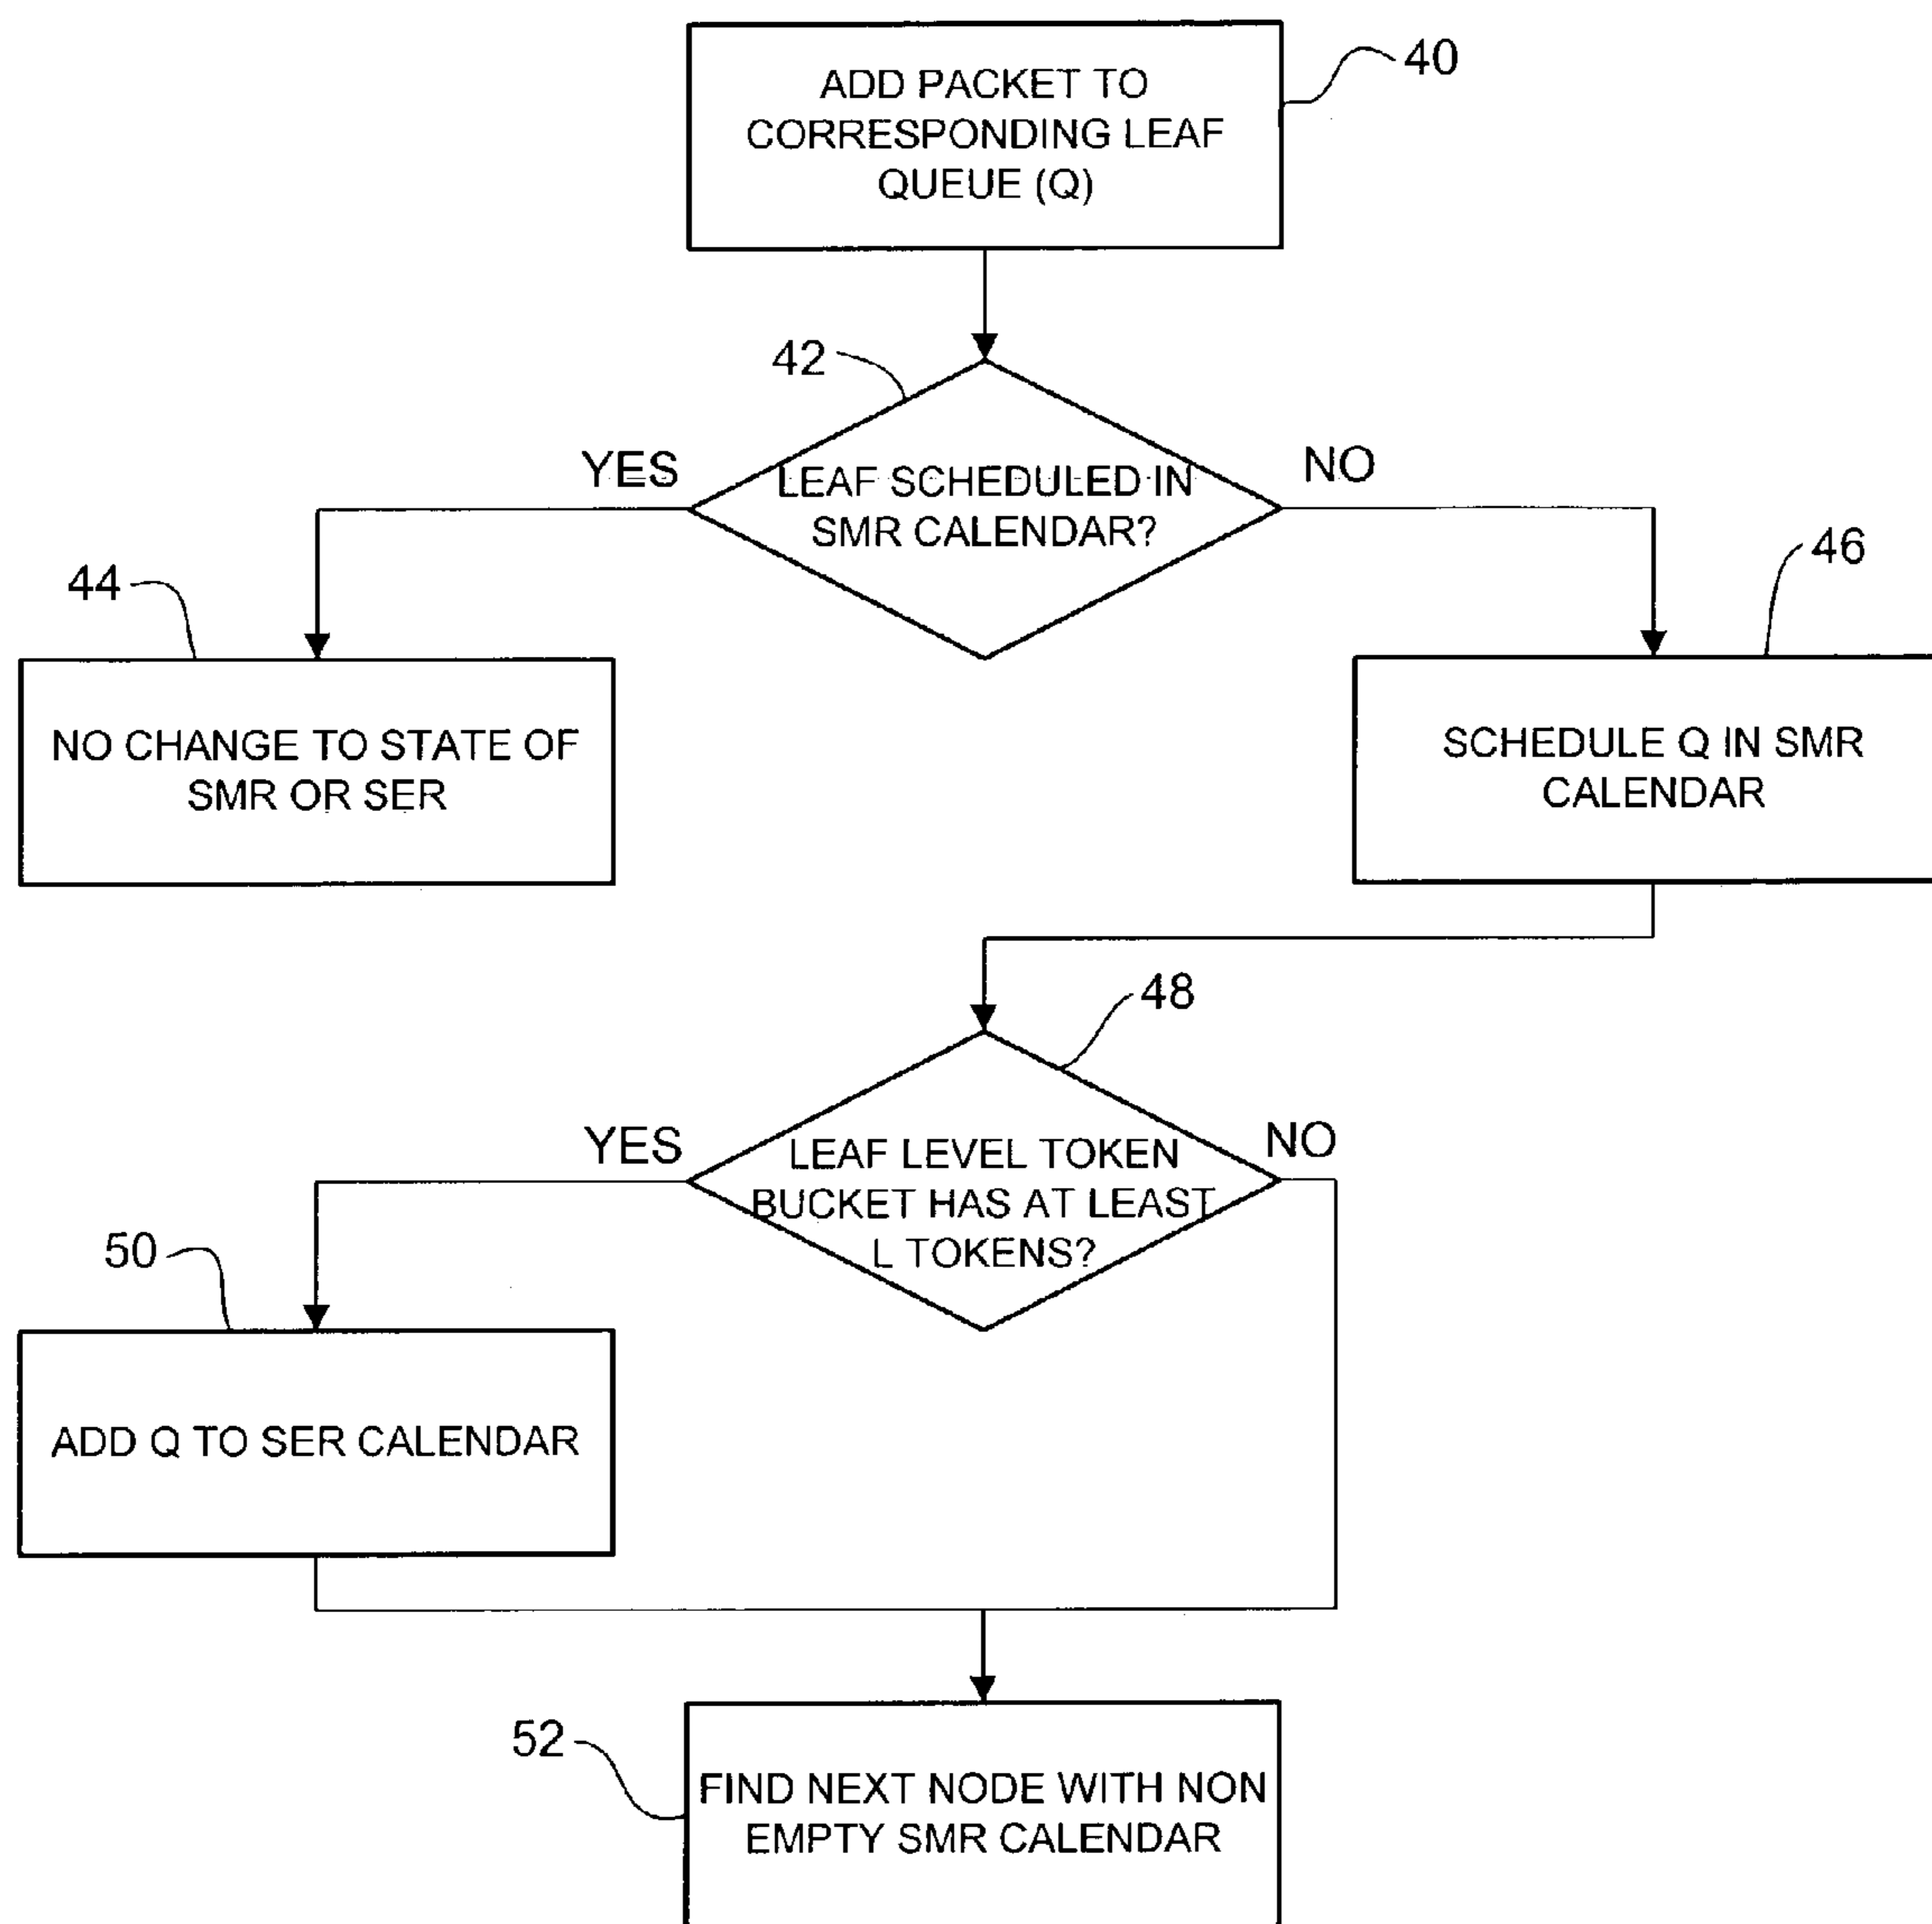 ADD PACKET TO
CORRESPONDING LEAF
QUEUE (Q)
40
42
YES
LEAF SCHEDULED IN
SMR CALENDAR?
NO
44
46
NO CHANGE TO STATE OF
SMR OR SER
SCHEDULE Q IN SMR
CALENDAR
48
YES
LEAF LEVEL TOKEN
BUCKET HAS AT LEAST
L TOKENS?
NO
50
ADD Q TO SER CALENDAR
52
FIND NEXT NODE WITH NON
EMPTY SMR CALENDAR